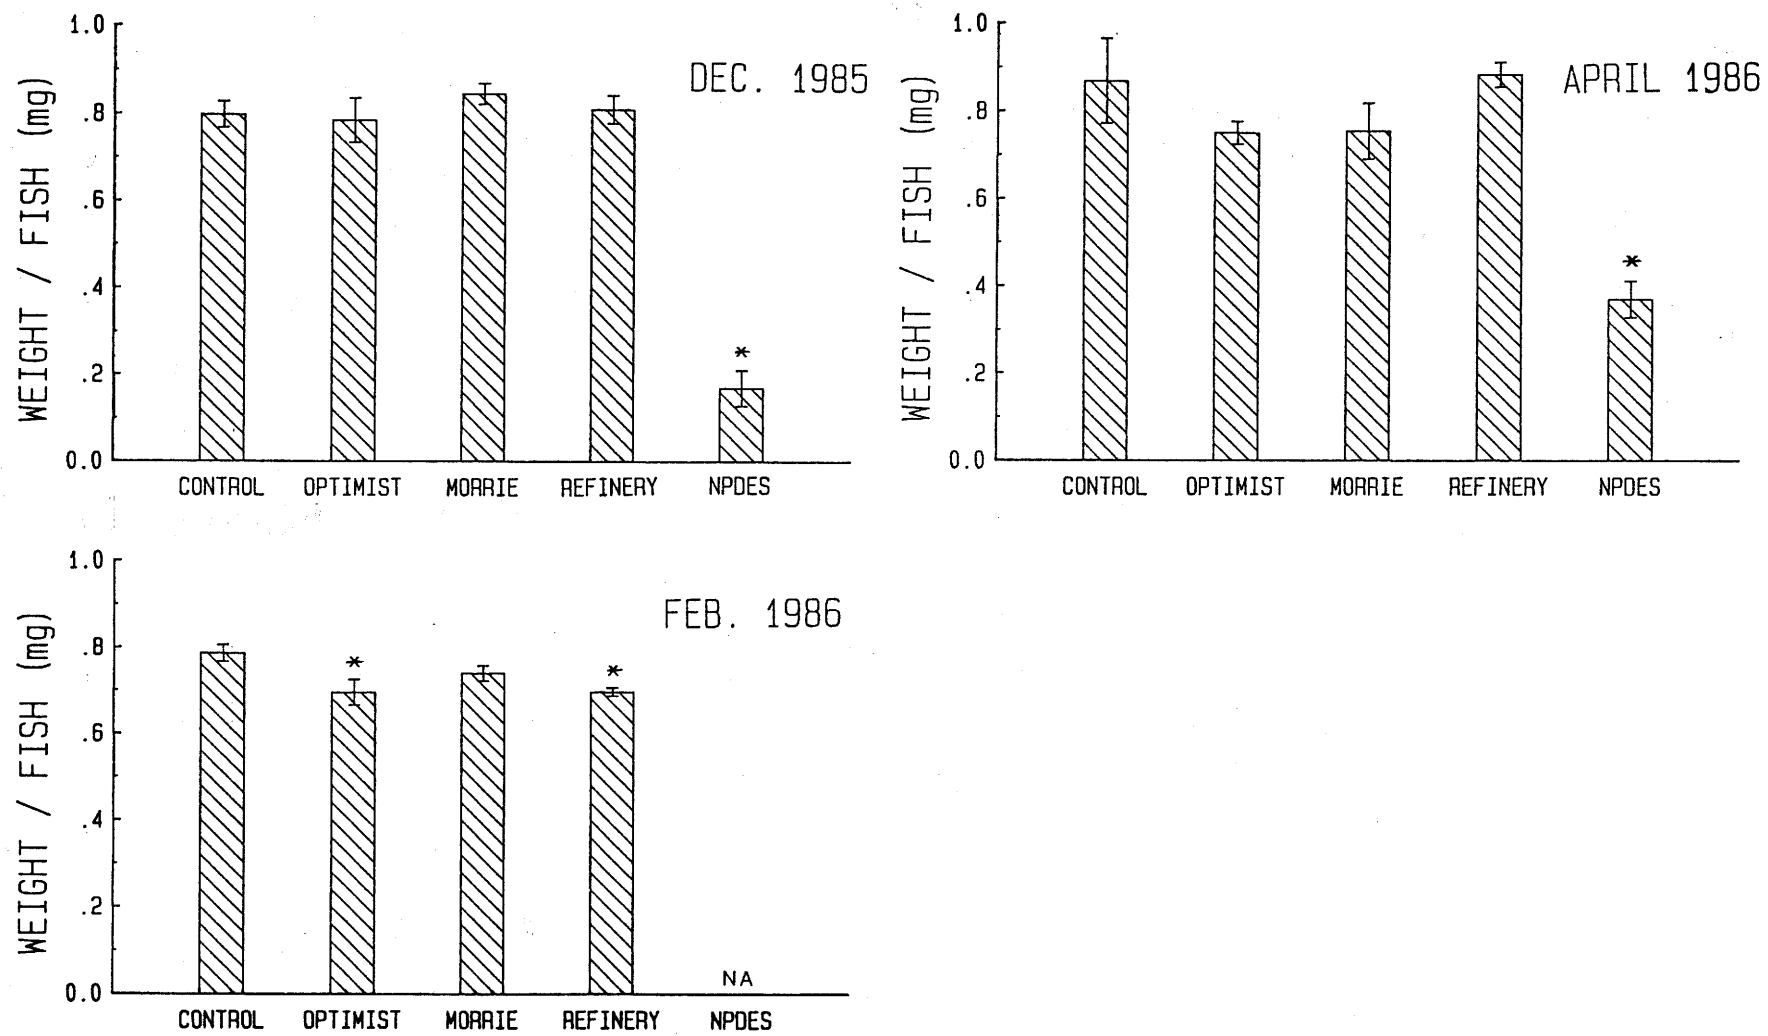 DEC. 1985
WEIGHT / FISH (mg)
1.0
.8
.6
.4
.2
0.0
*
CONTROL OPTIMIST MORRIE REFINERY NPDES
APRIL 1986
WEIGHT / FISH (mg)
1.0
.8
.6
.4
.2
0.0
*
CONTROL OPTIMIST MORRIE REFINERY NPDES
FEB. 1986
WEIGHT / FISH (mg)
1.0
.8
.6
.4
.2
0.0
* *
NA
CONTROL OPTIMIST MORRIE REFINERY NPDES